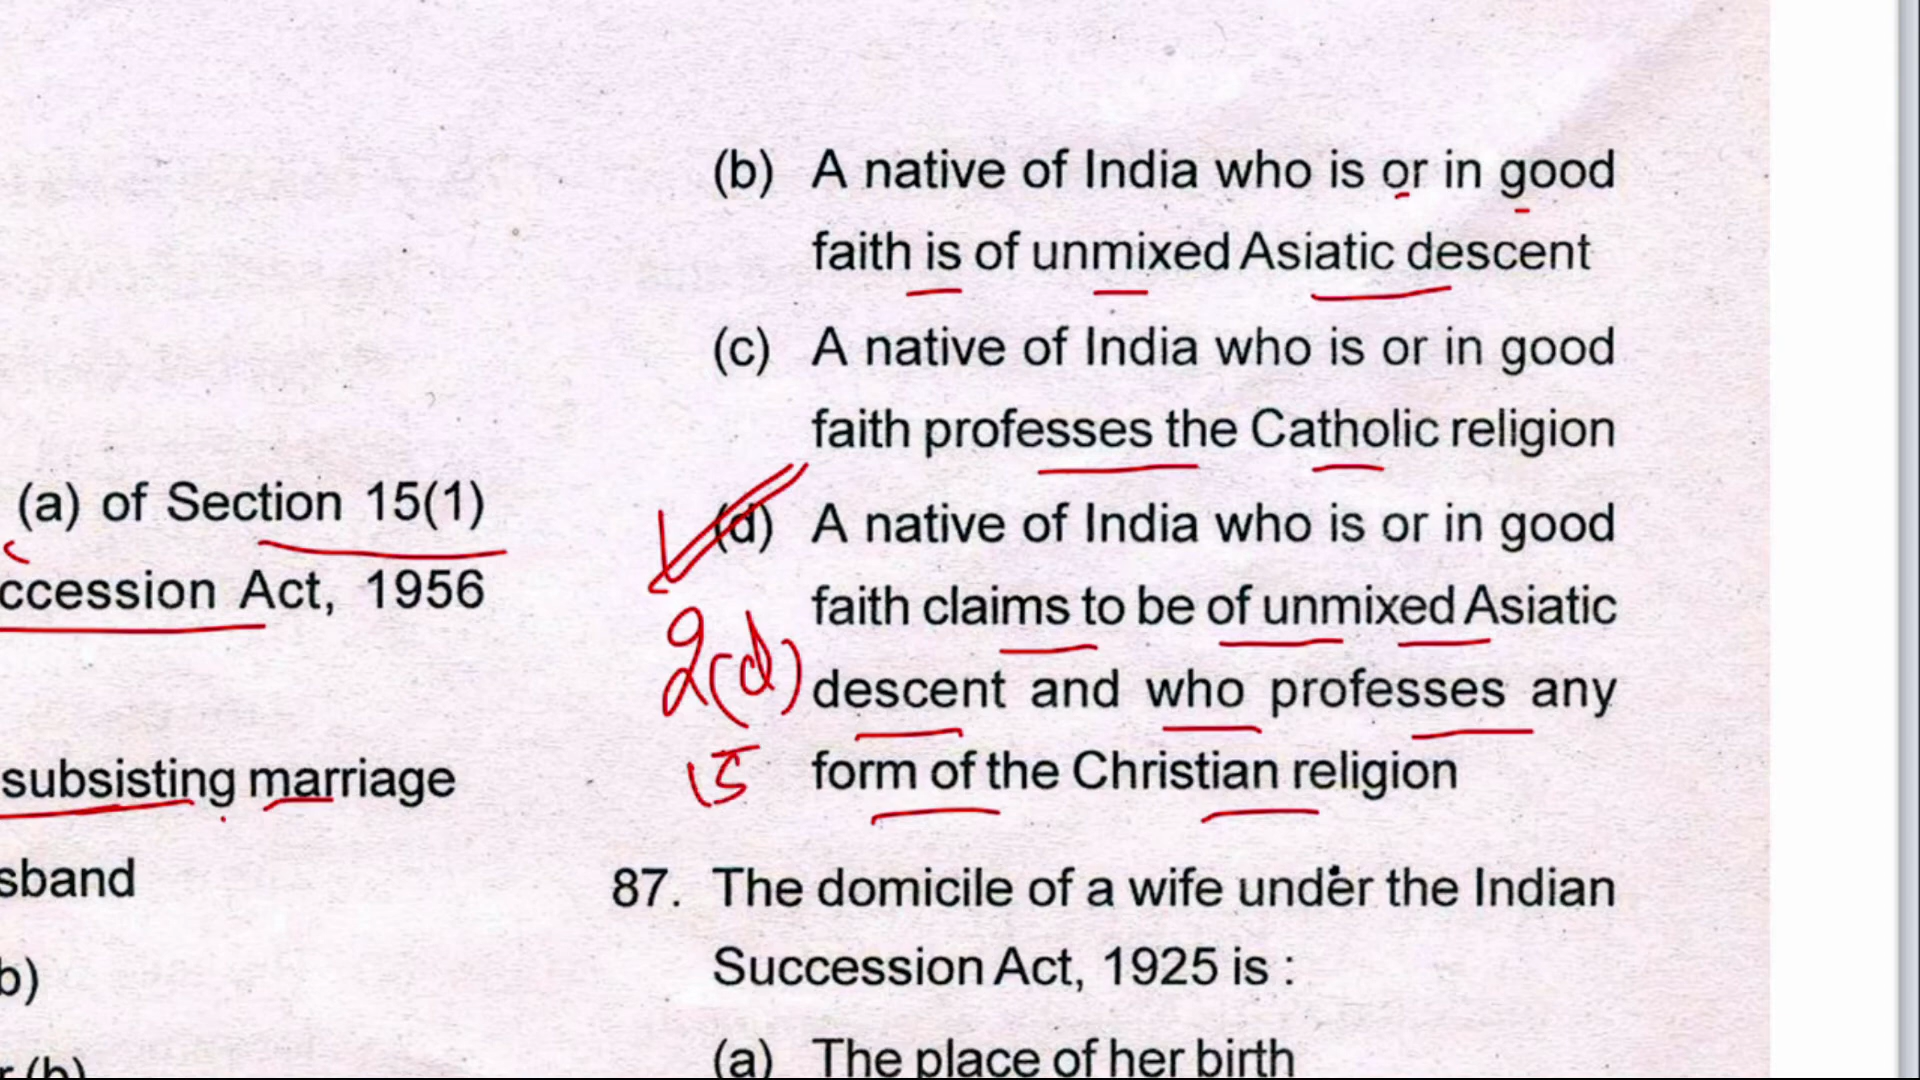 (a) of Section 15(1)
ccession Act, 1956
subsisting marriage
sband
b)
r (b)
(b) A native of India who is or in good
faith is of unmixed Asiatic descent
(c) A native of India who is or in good
faith professes the Catholic religion
(d) A native of India who is or in good
faith claims to be of unmixed Asiatic
descent and who professes any
form of the Christian religion
2(d)
15
87. The domicile of a wife under the Indian
Succession Act, 1925 is :
(a) The place of her birth